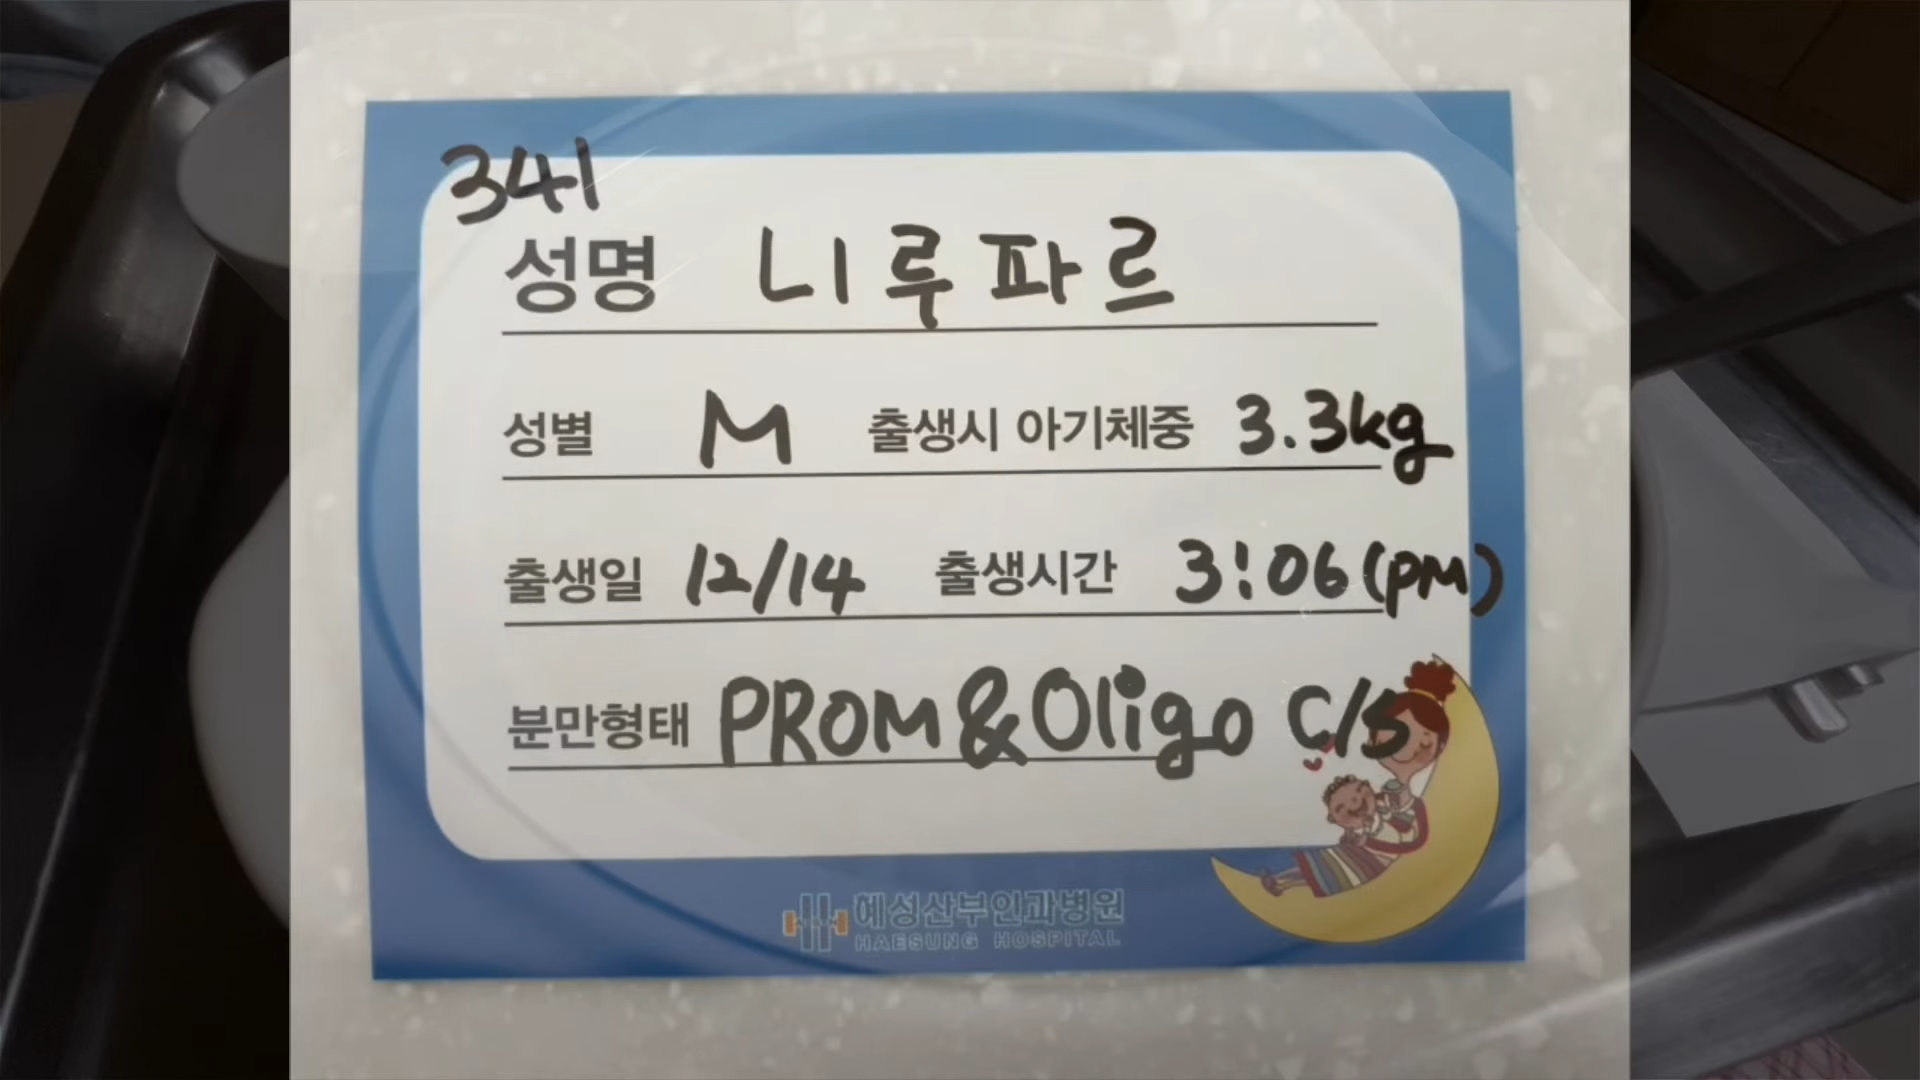 341
성명 니루파르
성별 M 출생시 아기체중 3.3kg
출생일 12/14 출생시간 3:06(PM)
분만형태 PROM & Oligo C/S
혜성산부인과병원
HAESUNG HOSPITAL